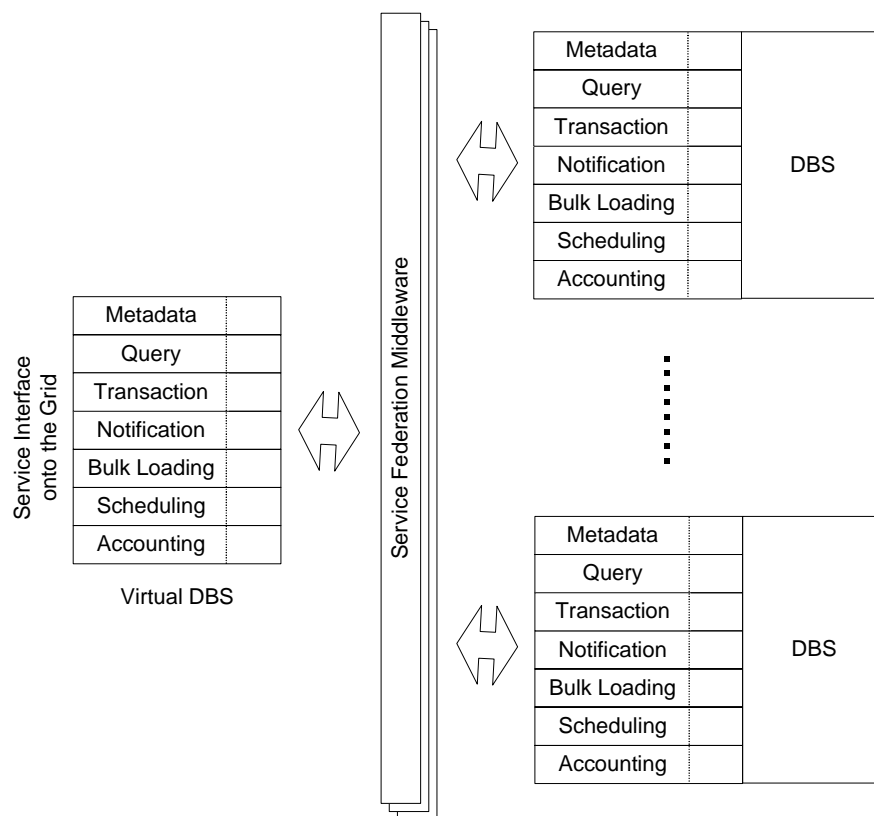 Service Interface
onto the Grid
Metadata
Query
Transaction
Notification
Bulk Loading
Scheduling
Accounting
Virtual DBS
Service Federation Middleware
Metadata
Query
Transaction
Notification
Bulk Loading
Scheduling
Accounting
DBS
Metadata
Query
Transaction
Notification
Bulk Loading
Scheduling
Accounting
DBS